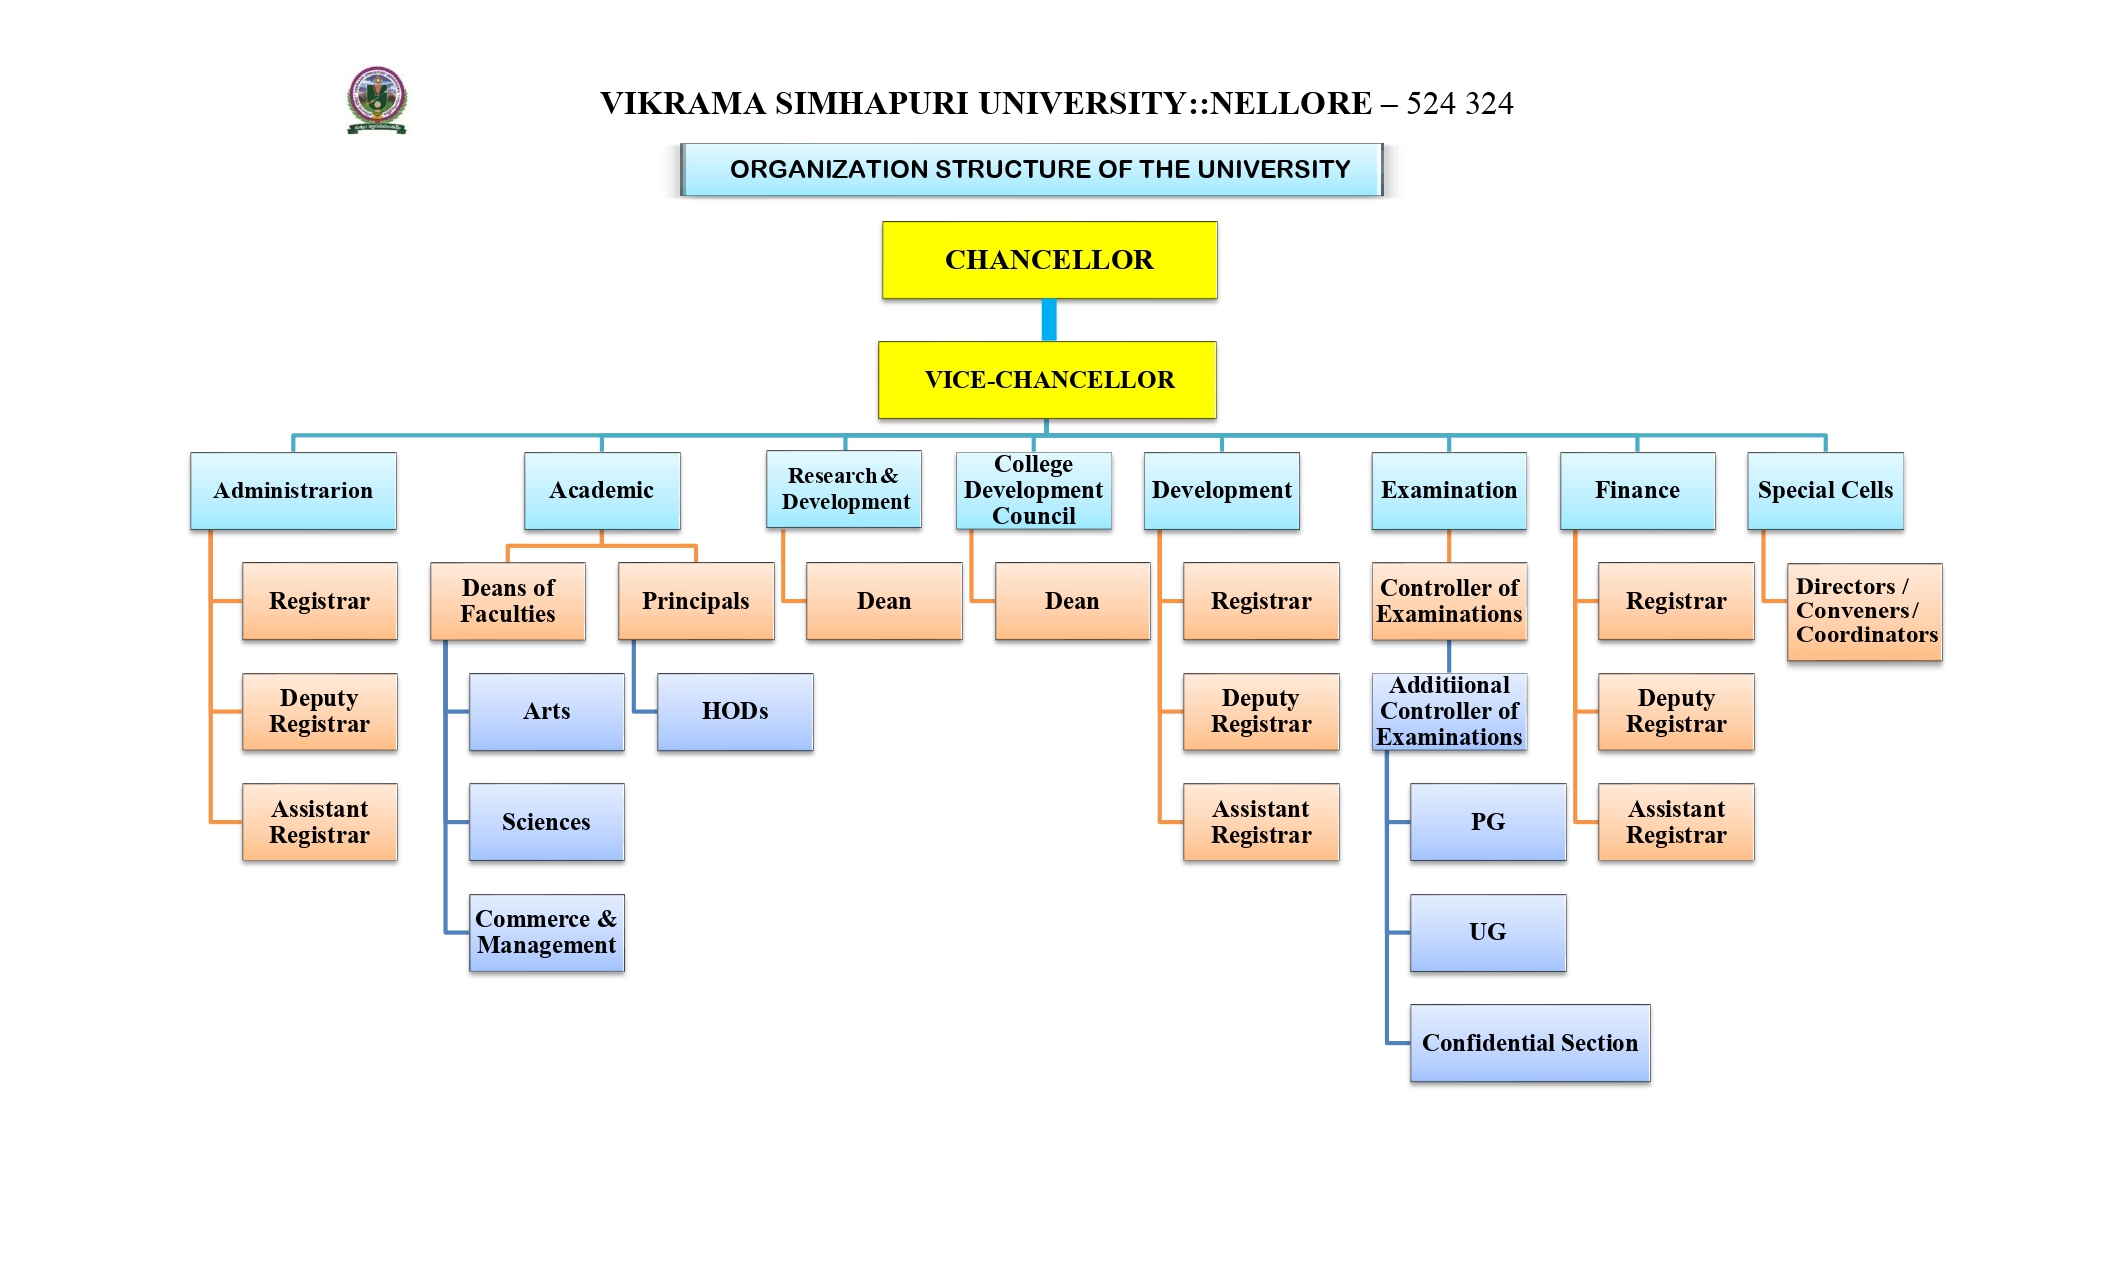 VIKRAMA SIMHAPURI UNIVERSITY::NELLORE – 524 324
ORGANIZATION STRUCTURE OF THE UNIVERSITY
CHANCELLOR
VICE-CHANCELLOR
Administrarion
Academic
Research &
Development
College
Development
Council
Development
Examination
Finance
Special Cells
Registrar
Deans of
Faculties
Principals
Dean
Dean
Registrar
Controller of
Examinations
Registrar
Directors /
Conveners /
Coordinators
Deputy
Registrar
Arts
HODs
Deputy
Registrar
Additiional
Controller of
Examinations
Deputy
Registrar
Assistant
Registrar
Sciences
Assistant
Registrar
PG
Assistant
Registrar
Commerce &
Management
UG
Confidential Section